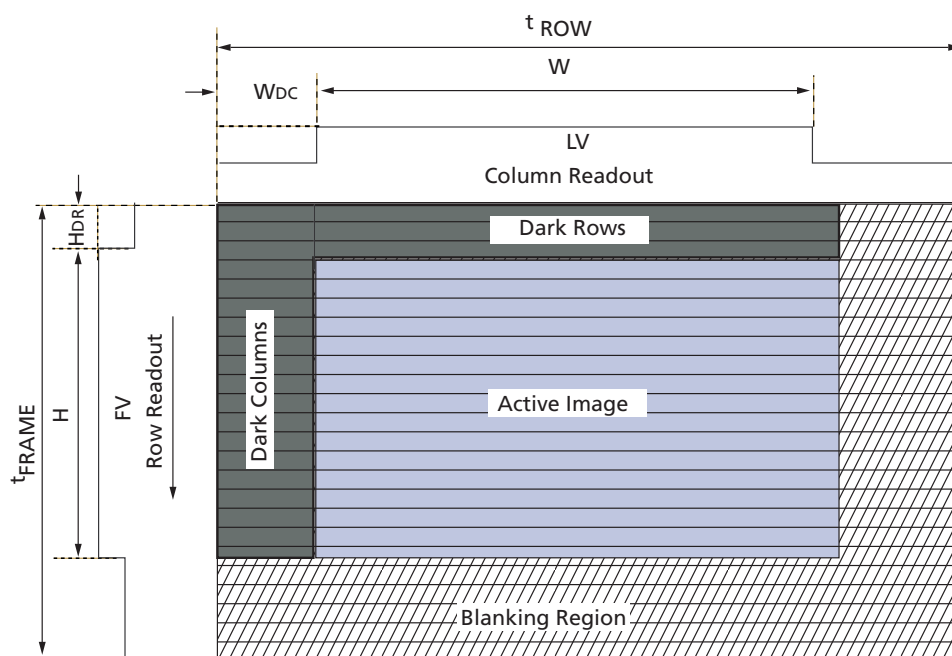 t ROW
W
WDC
LV
Column Readout
HDR
Dark Rows
tFRAME
H
FV
Row Readout
Dark Columns
Active Image
Blanking Region